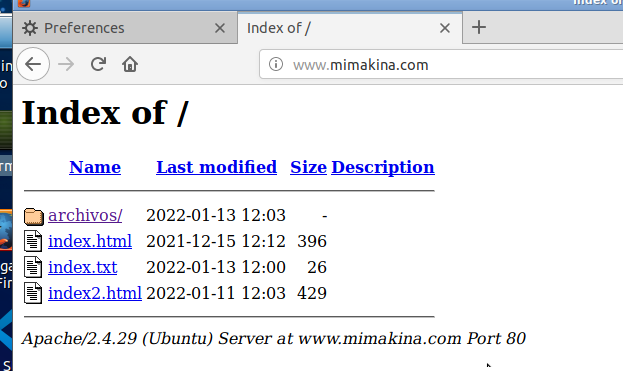 Index of
Preferences
Index of /
www.mimakina.com
Index of /
Name Last modified Size Description
archivos/ 2022-01-13 12:03 -
index.html 2021-12-15 12:12 396
index.txt 2022-01-13 12:00 26
index2.html 2022-01-11 12:03 429
Apache/2.4.29 (Ubuntu) Server at www.mimakina.com Port 80